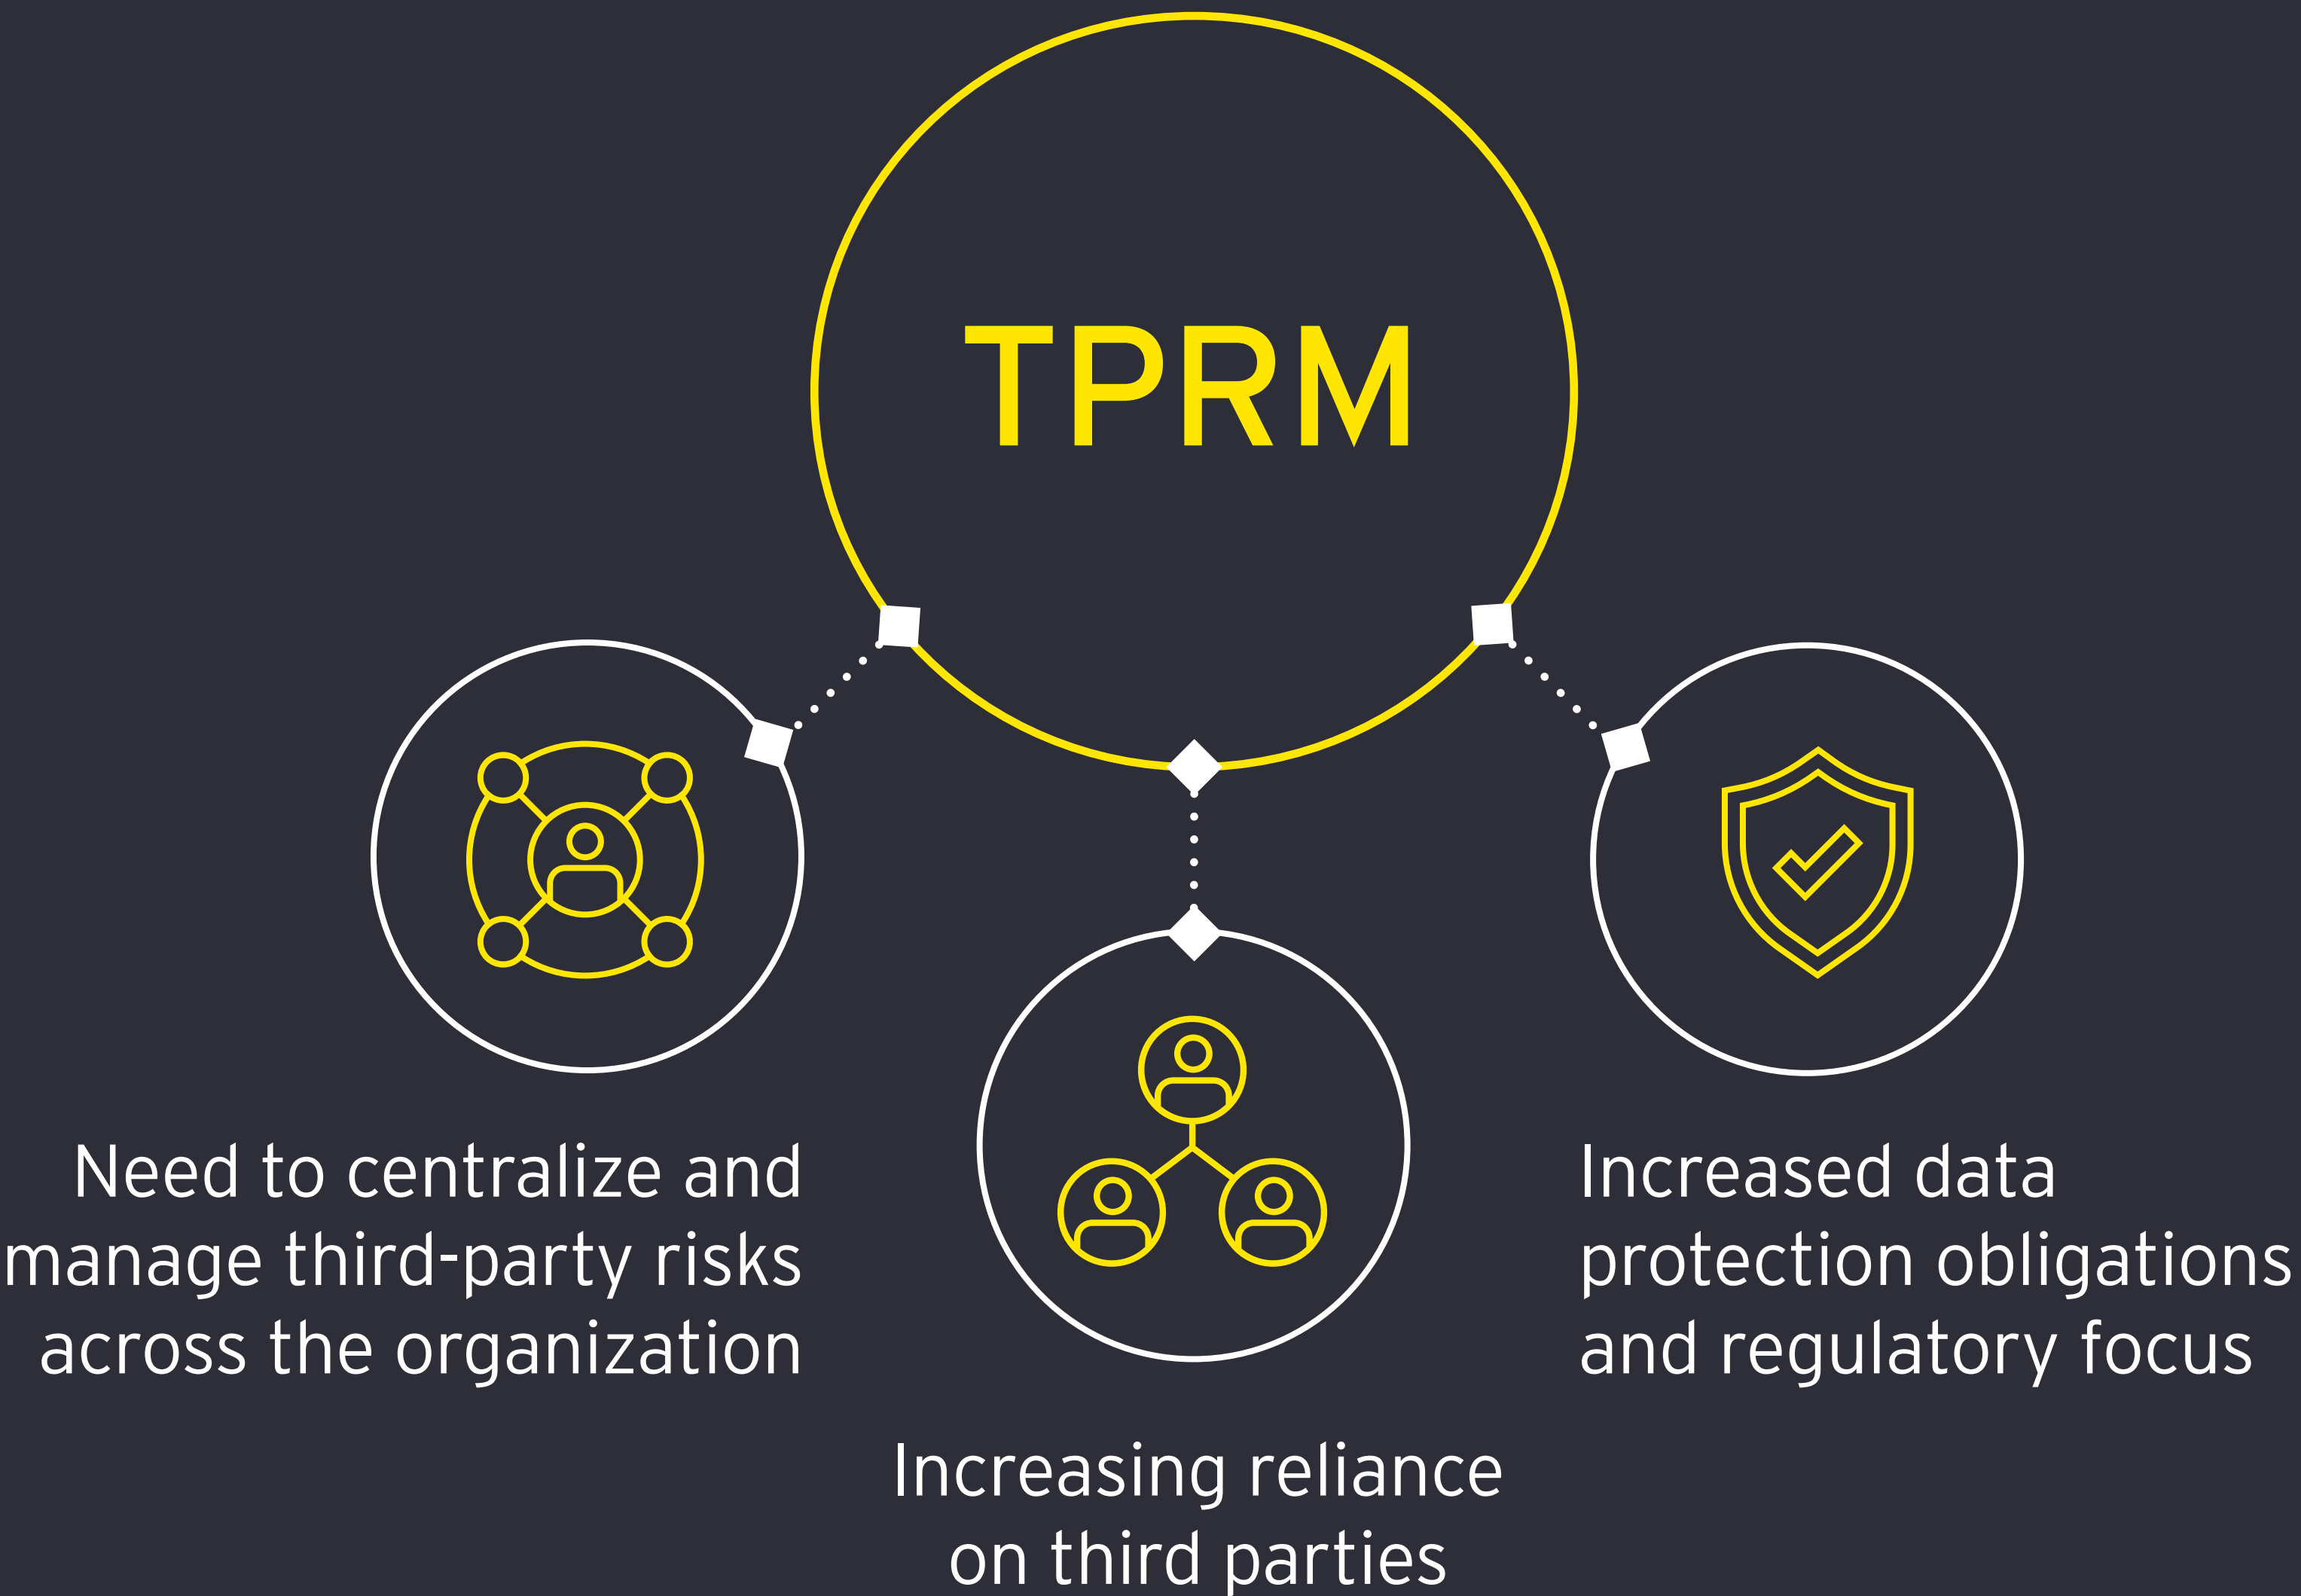 TPRM
Need to centralize and
manage third-party risks
across the organization
Increasing reliance
on third parties
Increased data
protection obligations
and regulatory focus